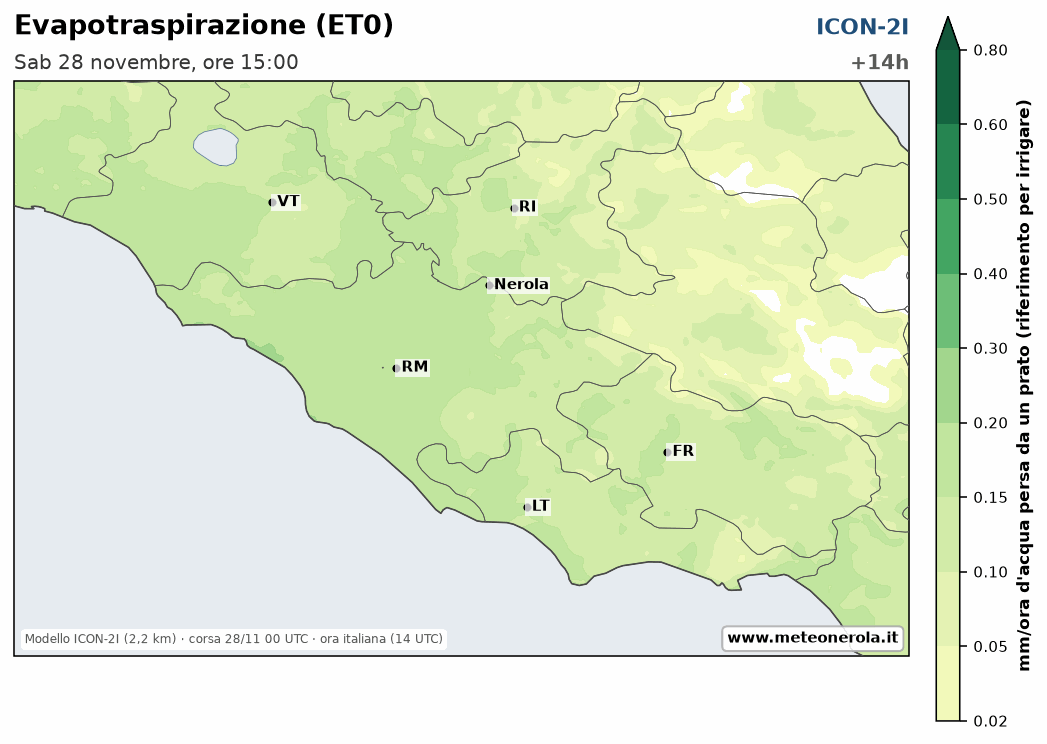 Evapotraspirazione (ET0)
ICON-2I
Sab 28 novembre, ore 15:00
+14h
VT
RI
Nerola
RM
FR
LT
Modello ICON-2I (2,2 km) · corsa 28/11 00 UTC · ora italiana (14 UTC)
www.meteonerola.it
0.80
0.60
0.50
0.40
0.30
0.20
0.15
0.10
0.05
0.02
mm/ora d'acqua persa da un prato (riferimento per irrigare)